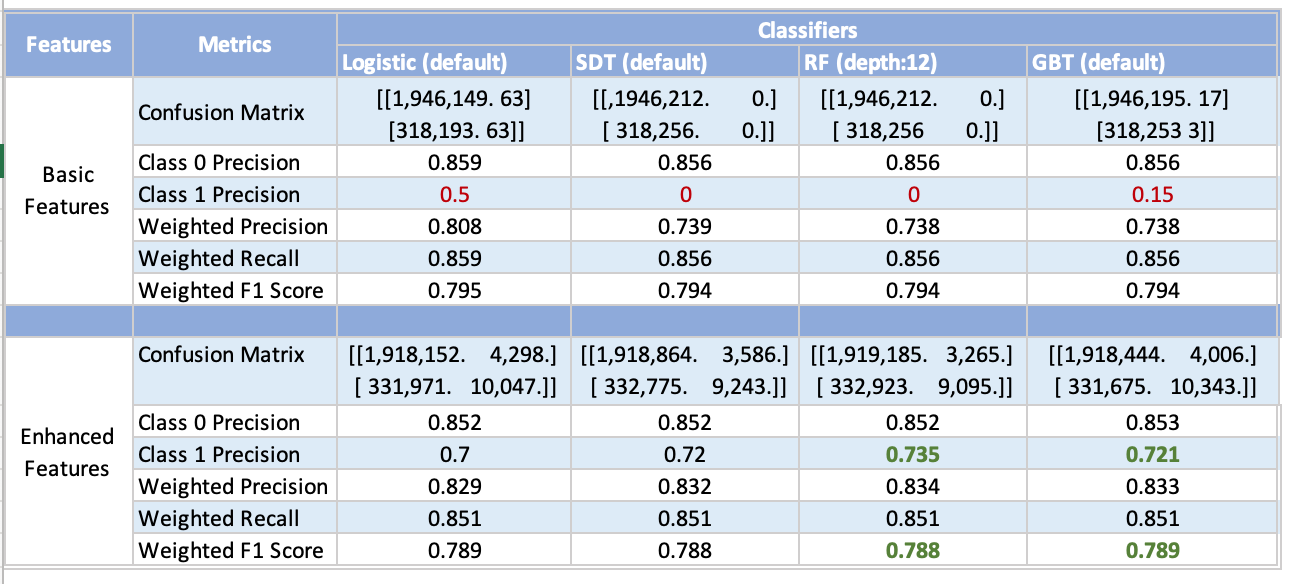 Features Metrics Classifiers
Logistic (default) SDT (default) RF (depth:12) GBT (default)
Basic Features
Confusion Matrix [[1,946,149. 63] [[,1946,212. 0.] [[1,946,212. 0.] [[1,946,195. 17]
[318,193. 63]] [ 318,256. 0.]] [ 318,256 0.]] [318,253 3]]
Class 0 Precision 0.859 0.856 0.856 0.856
Class 1 Precision 0.5 0 0 0.15
Weighted Precision 0.808 0.739 0.738 0.738
Weighted Recall 0.859 0.856 0.856 0.856
Weighted F1 Score 0.795 0.794 0.794 0.794
Enhanced Features
Confusion Matrix [[1,918,152. 4,298.] [[1,918,864. 3,586.] [[1,919,185. 3,265.] [[1,918,444. 4,006.]
[ 331,971. 10,047.]] [ 332,775. 9,243.]] [ 332,923. 9,095.]] [ 331,675. 10,343.]]
Class 0 Precision 0.852 0.852 0.852 0.853
Class 1 Precision 0.7 0.72 0.735 0.721
Weighted Precision 0.829 0.832 0.834 0.833
Weighted Recall 0.851 0.851 0.851 0.851
Weighted F1 Score 0.789 0.788 0.788 0.789